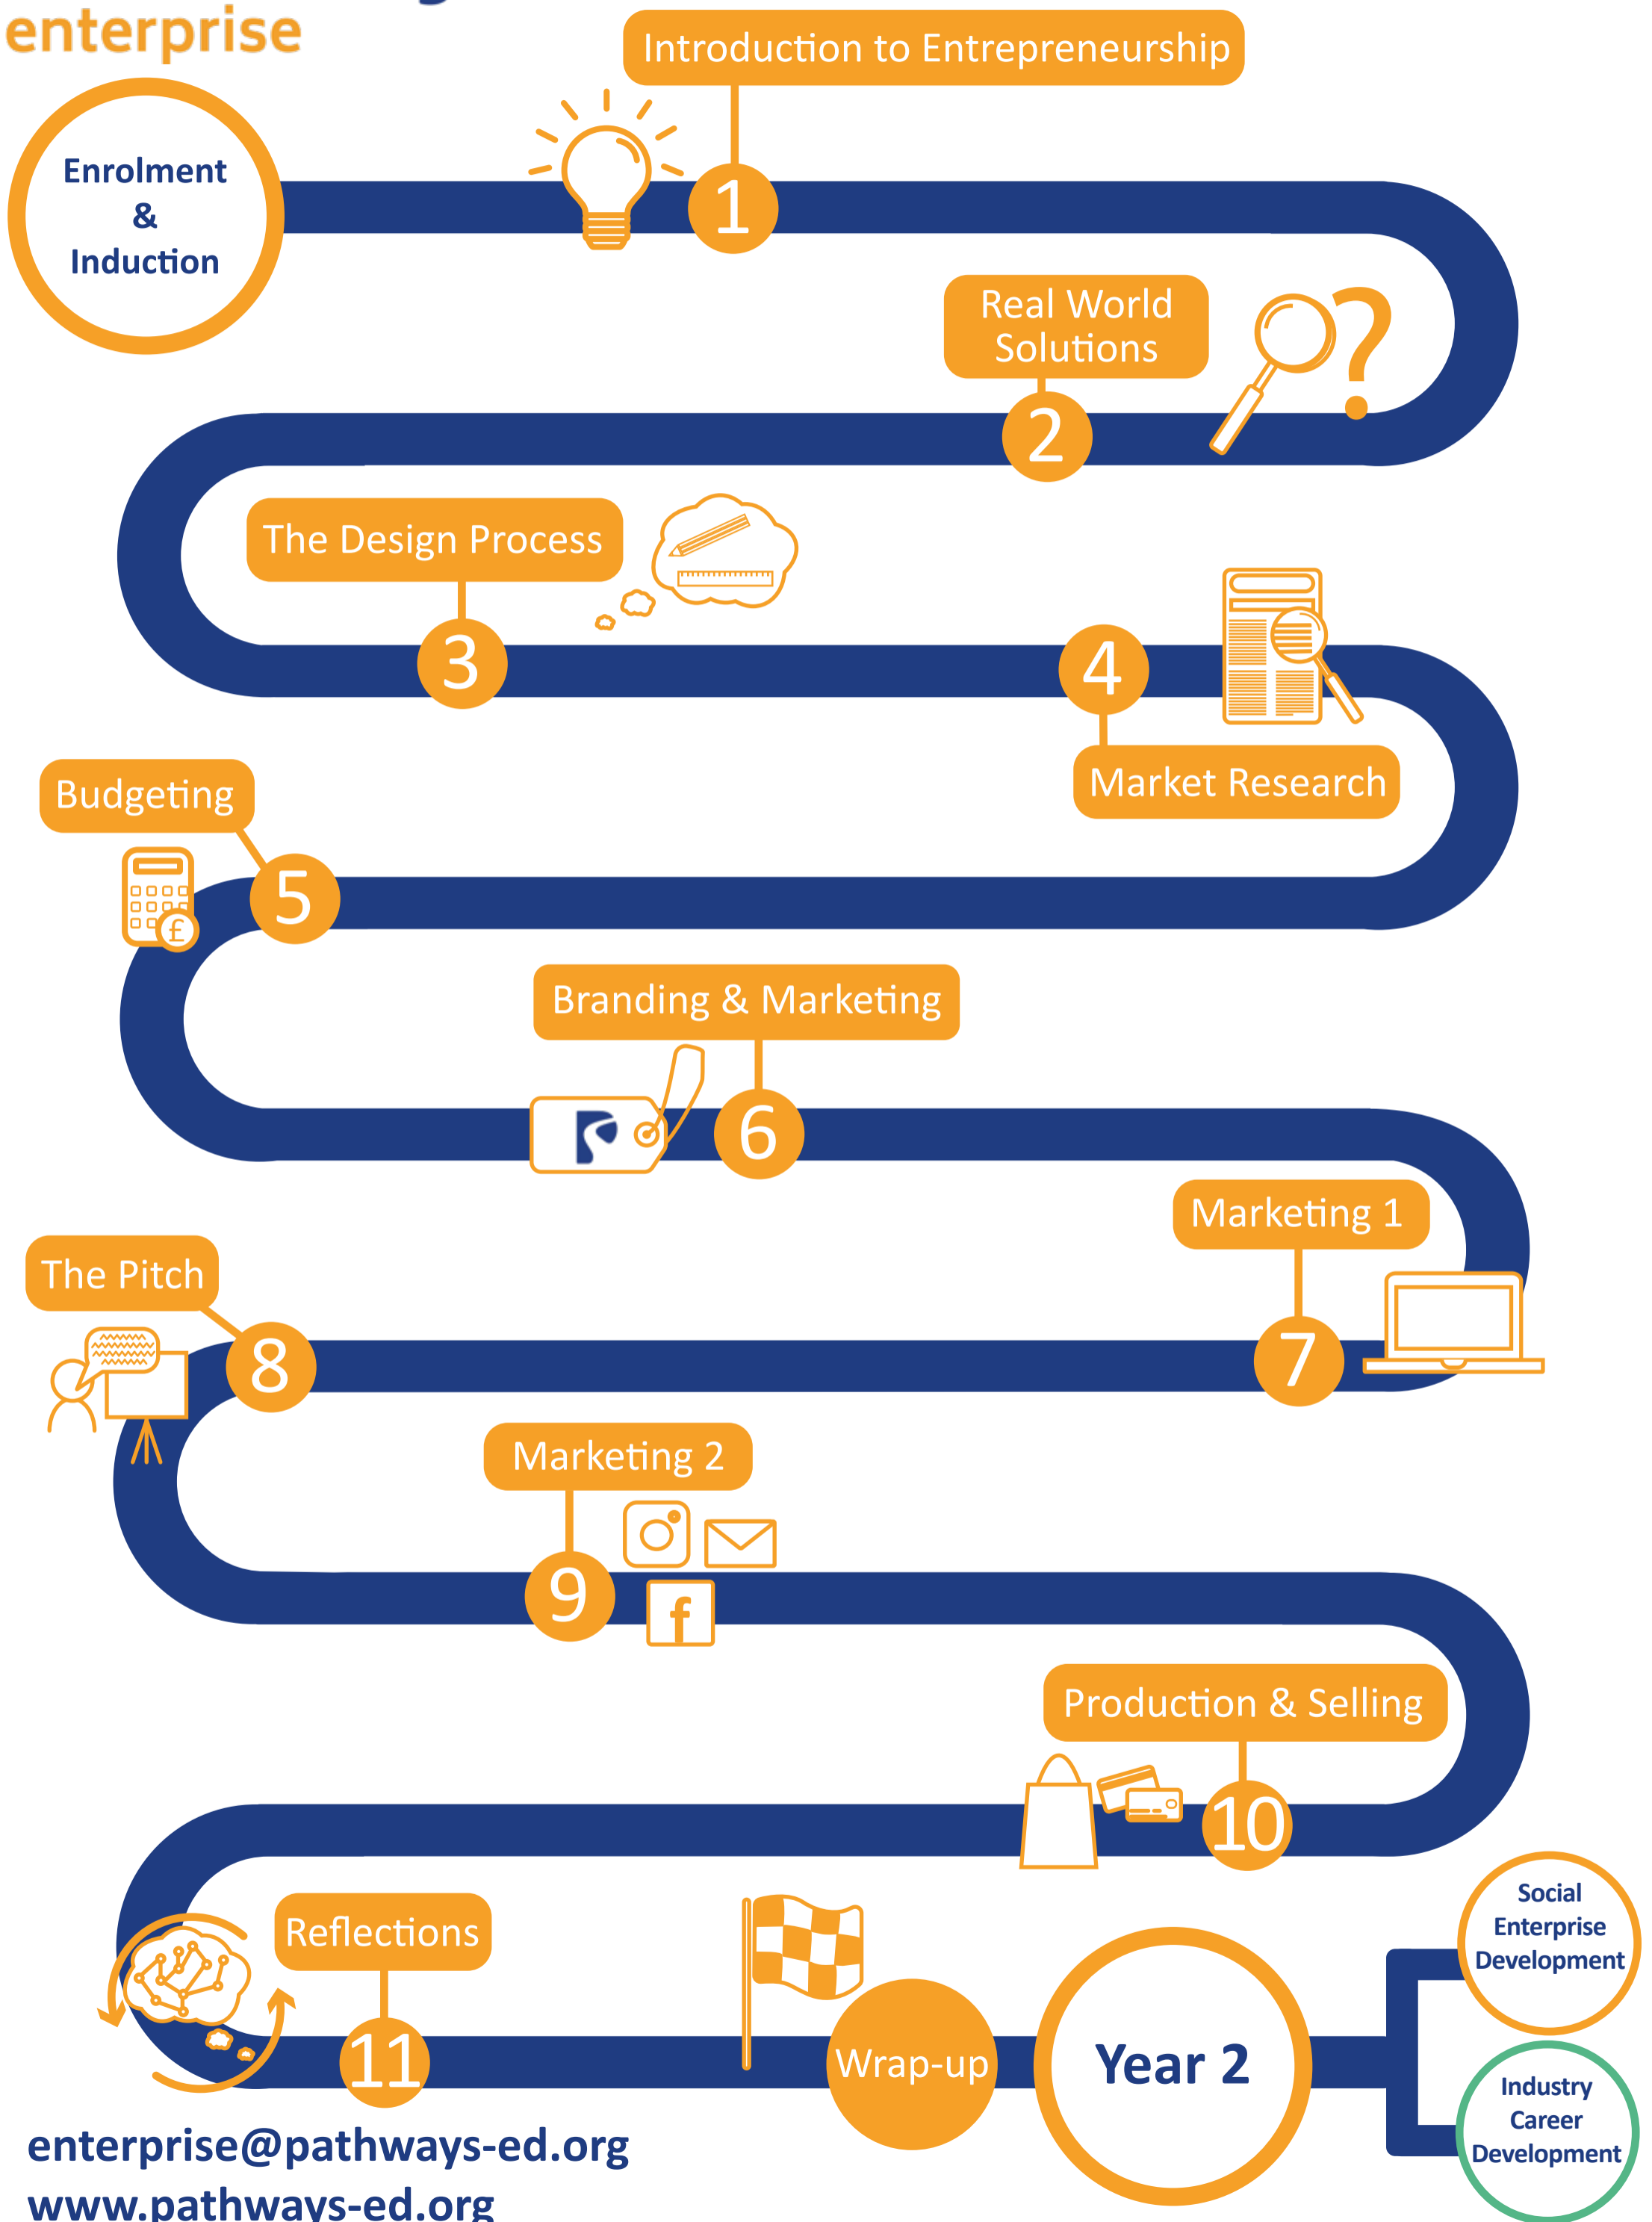 enterprise
Introduction to Entrepreneurship
Enrolment
&
Induction
1
Real World
Solutions
2
The Design Process
3
4
Market Research
Budgeting
£
5
Branding & Marketing
6
Marketing 1
7
The Pitch
8
Marketing 2
9
f
Production & Selling
10
Reflections
11
Wrap-up
Year 2
Social
Enterprise
Development
Industry
Career
Development
enterprise@pathways-ed.org
www.pathways-ed.org